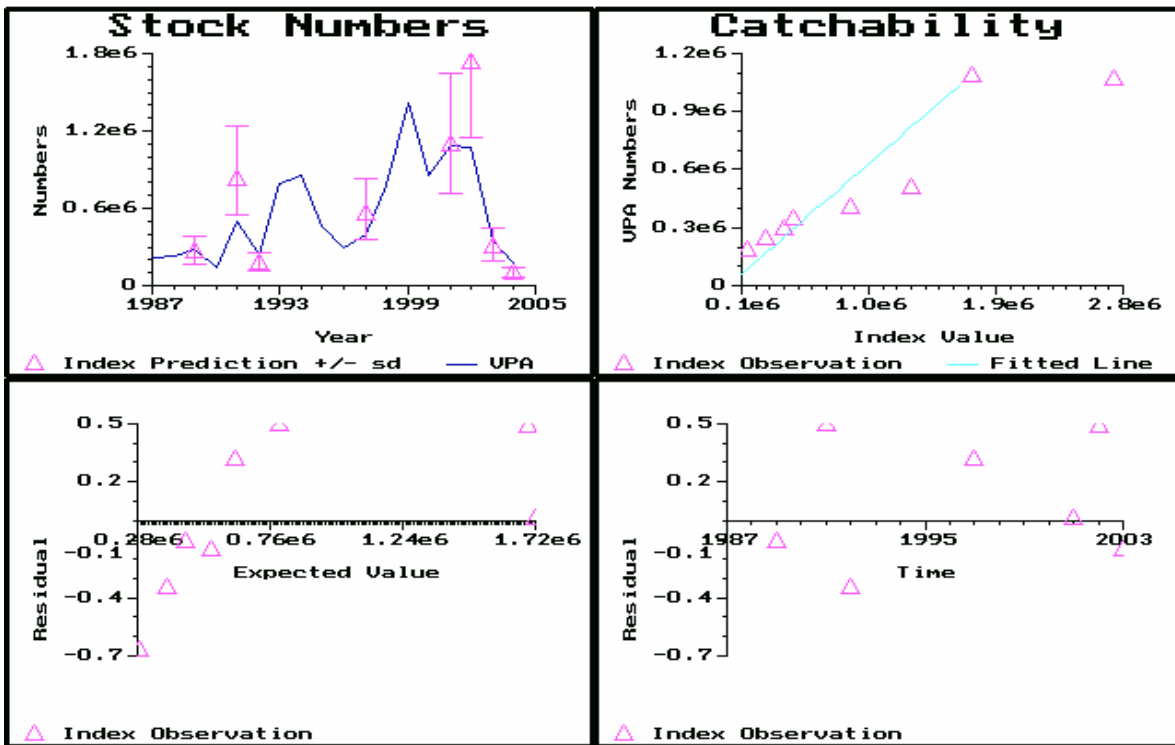 Stock Numbers
1.8e6
1.2e6
0.6e6
0
Numbers
1987 1993 1999 2005
Year
Index Prediction +/- sd VPA
Catchability
1.2e6
0.9e6
0.6e6
0.3e6
0
VPA Numbers
0.1e6 1.0e6 1.9e6 2.8e6
Index Value
Index Observation Fitted Line
0.5
0.2
-0.1
-0.4
-0.7
Residual
0.28e6 0.76e6 1.24e6 1.72e6
Expected Value
Index Observation
0.5
0.2
-0.1
-0.4
-0.7
Residual
1987 1995 2003
Time
Index Observation